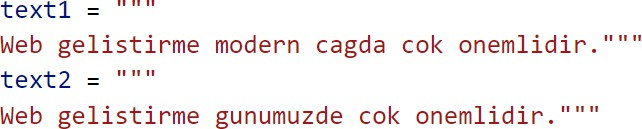 text1 = """
Web gelistirme modern cagda cok onemlidir."""
text2 = """
Web gelistirme gunumuzde cok onemlidir."""